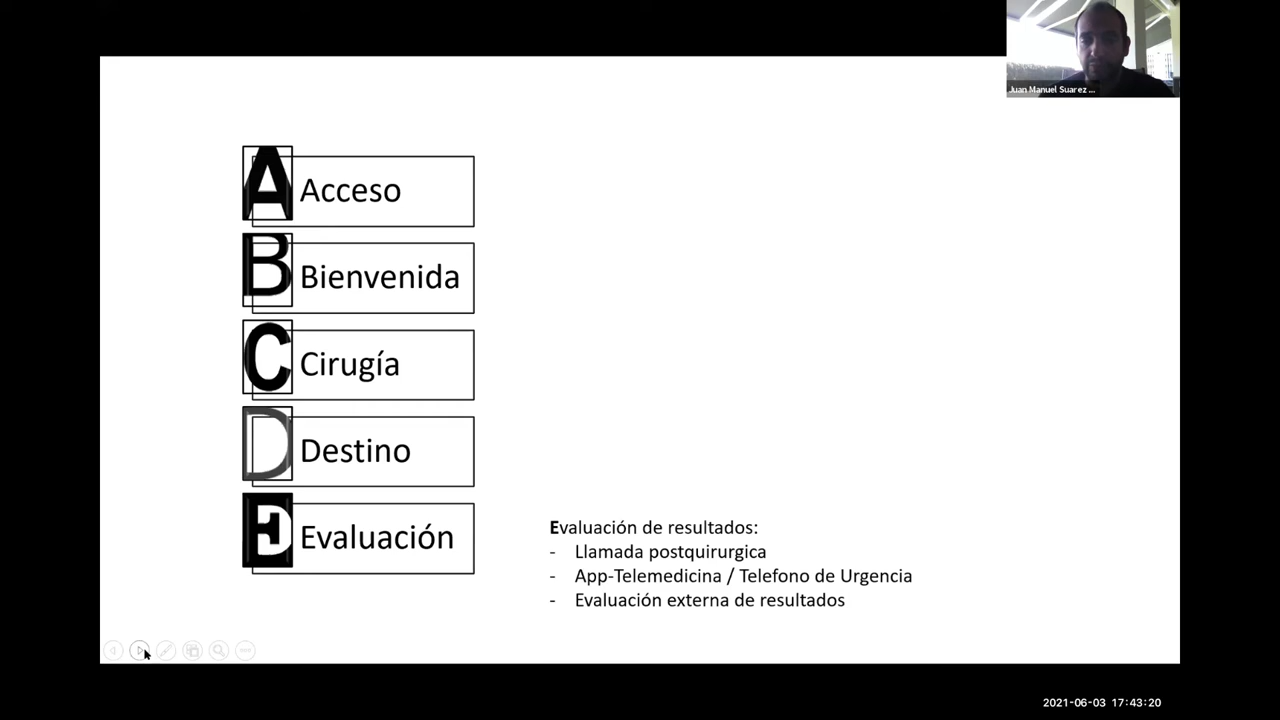 Juan Manuel Suarez ...
A Acceso
B Bienvenida
C Cirugía
D Destino
E Evaluación
Evaluación de resultados:
- Llamada postquirurgica
- App-Telemedicina / Telefono de Urgencia
- Evaluación externa de resultados
2021-06-03 17:43:20